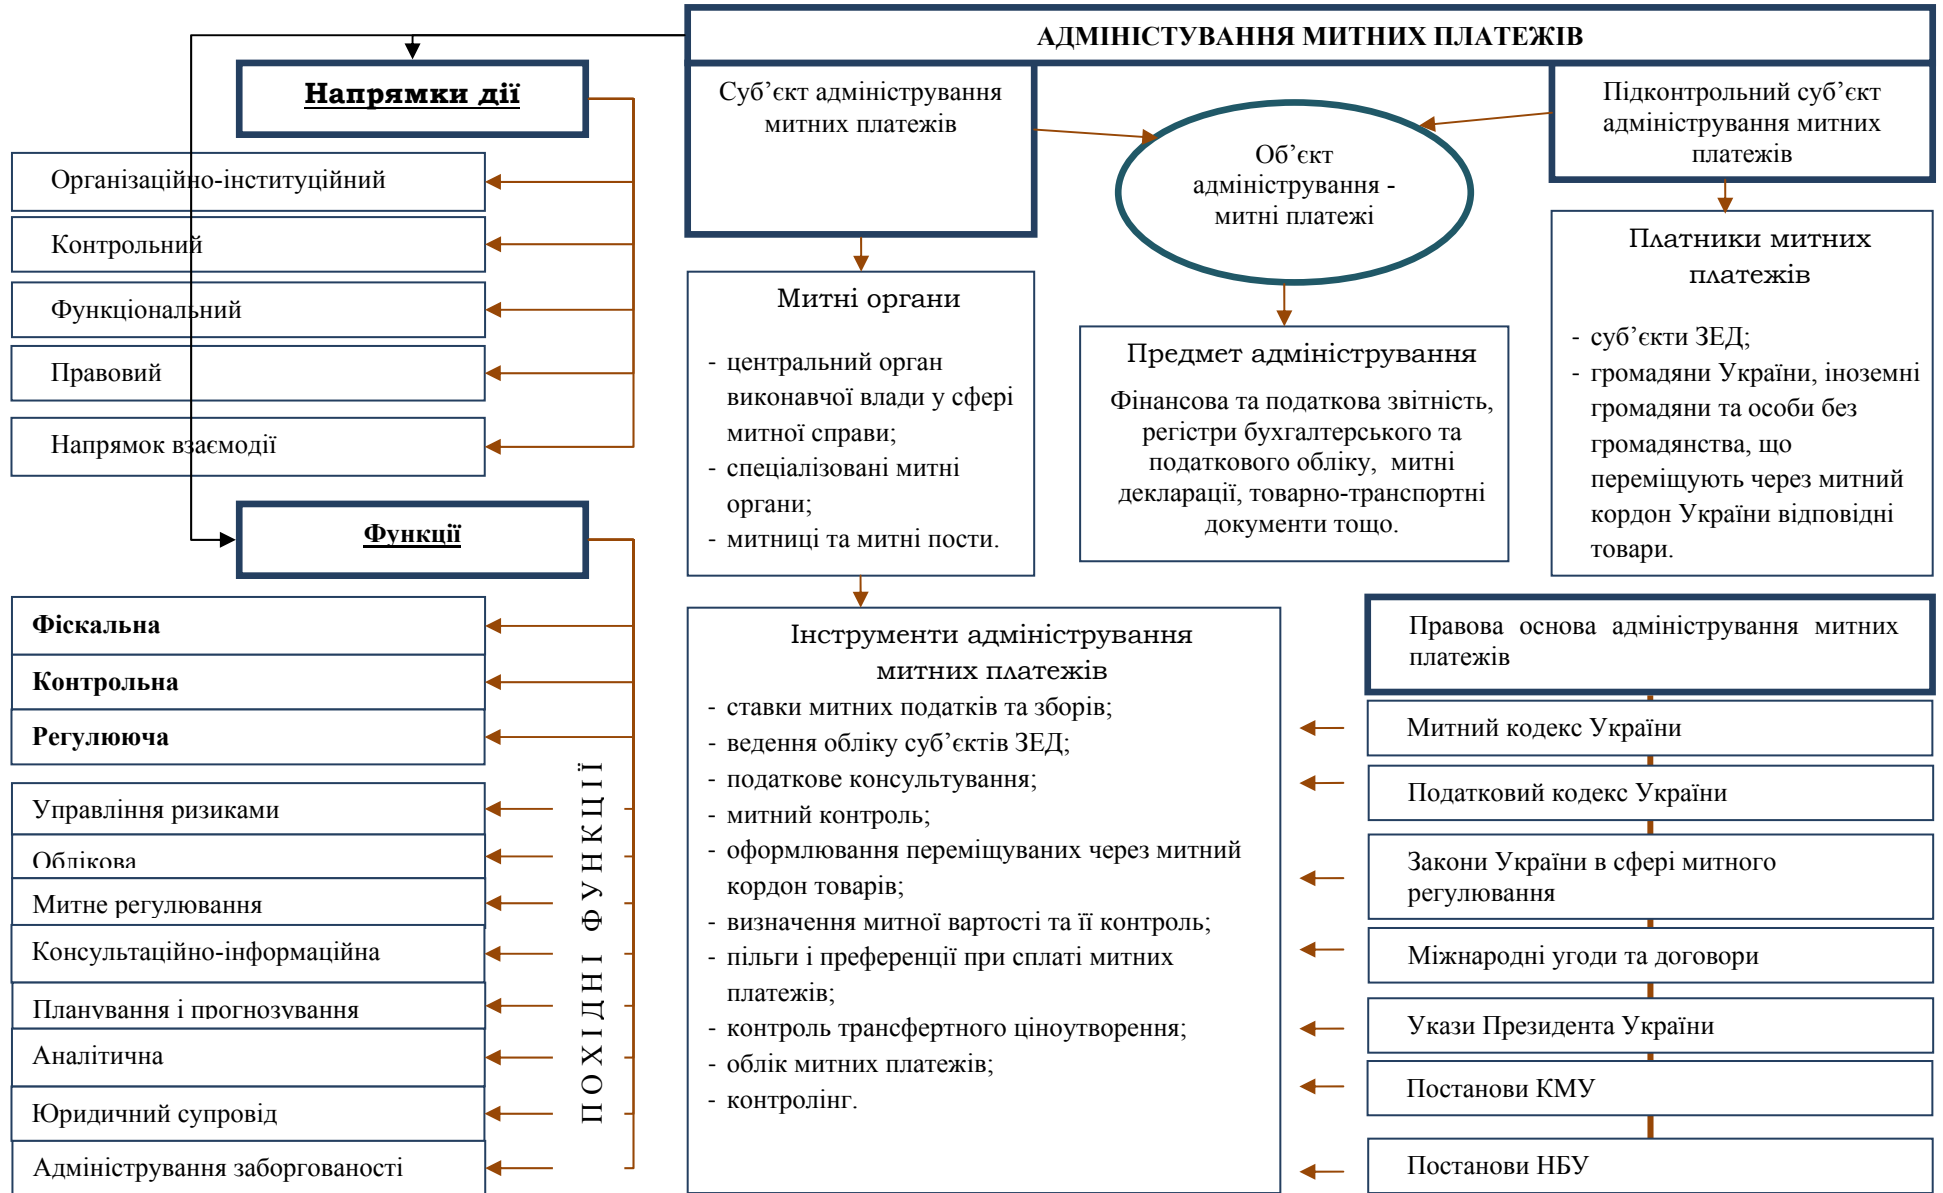 АДМІНІСТУВАННЯ МИТНИХ ПЛАТЕЖІВ
Напрямки дії
Організаційно-інституційний
Контрольний
Функціональний
Правовий
Напрямок взаємодії
Функції
Фіскальна
Контрольна
Регулююча
ПОХІДНІ ФУНКЦІЇ
Управління ризиками
Облікова
Митне регулювання
Консультаційно-інформаційна
Планування і прогнозування
Аналітична
Юридичний супровід
Адміністрування заборгованості
Суб’єкт адміністрування
митних платежів
Митні органи
- центральний орган
виконавчої влади у сфері
митної справи;
- спеціалізовані митні
органи;
- митниці та митні пости.
Об’єкт
адміністрування -
митні платежі
Предмет адміністрування
Фінансова та податкова звітність,
регістри бухгалтерського та
податкового обліку, митні
декларації, товарно-транспортні
документи тощо.
Підконтрольний суб’єкт
адміністрування митних
платежів
Платники митних
платежів
- суб’єкти ЗЕД;
- громадяни України, іноземні
громадяни та особи без
громадянства, що
переміщують через митний
кордон України відповідні
товари.
Інструменти адміністрування
митних платежів
- ставки митних податків та зборів;
- ведення обліку суб’єктів ЗЕД;
- податкове консультування;
- митний контроль;
- оформлювання переміщуваних через митний
кордон товарів;
- визначення митної вартості та її контроль;
- пільги і преференції при сплаті митних
платежів;
- контроль трансфертного ціноутворення;
- облік митних платежів;
- контролінг.
Правова основа адміністрування митних
платежів
Митний кодекс України
Податковий кодекс України
Закони України в сфері митного
регулювання
Міжнародні угоди та договори
Укази Президента України
Постанови КМУ
Постанови НБУ